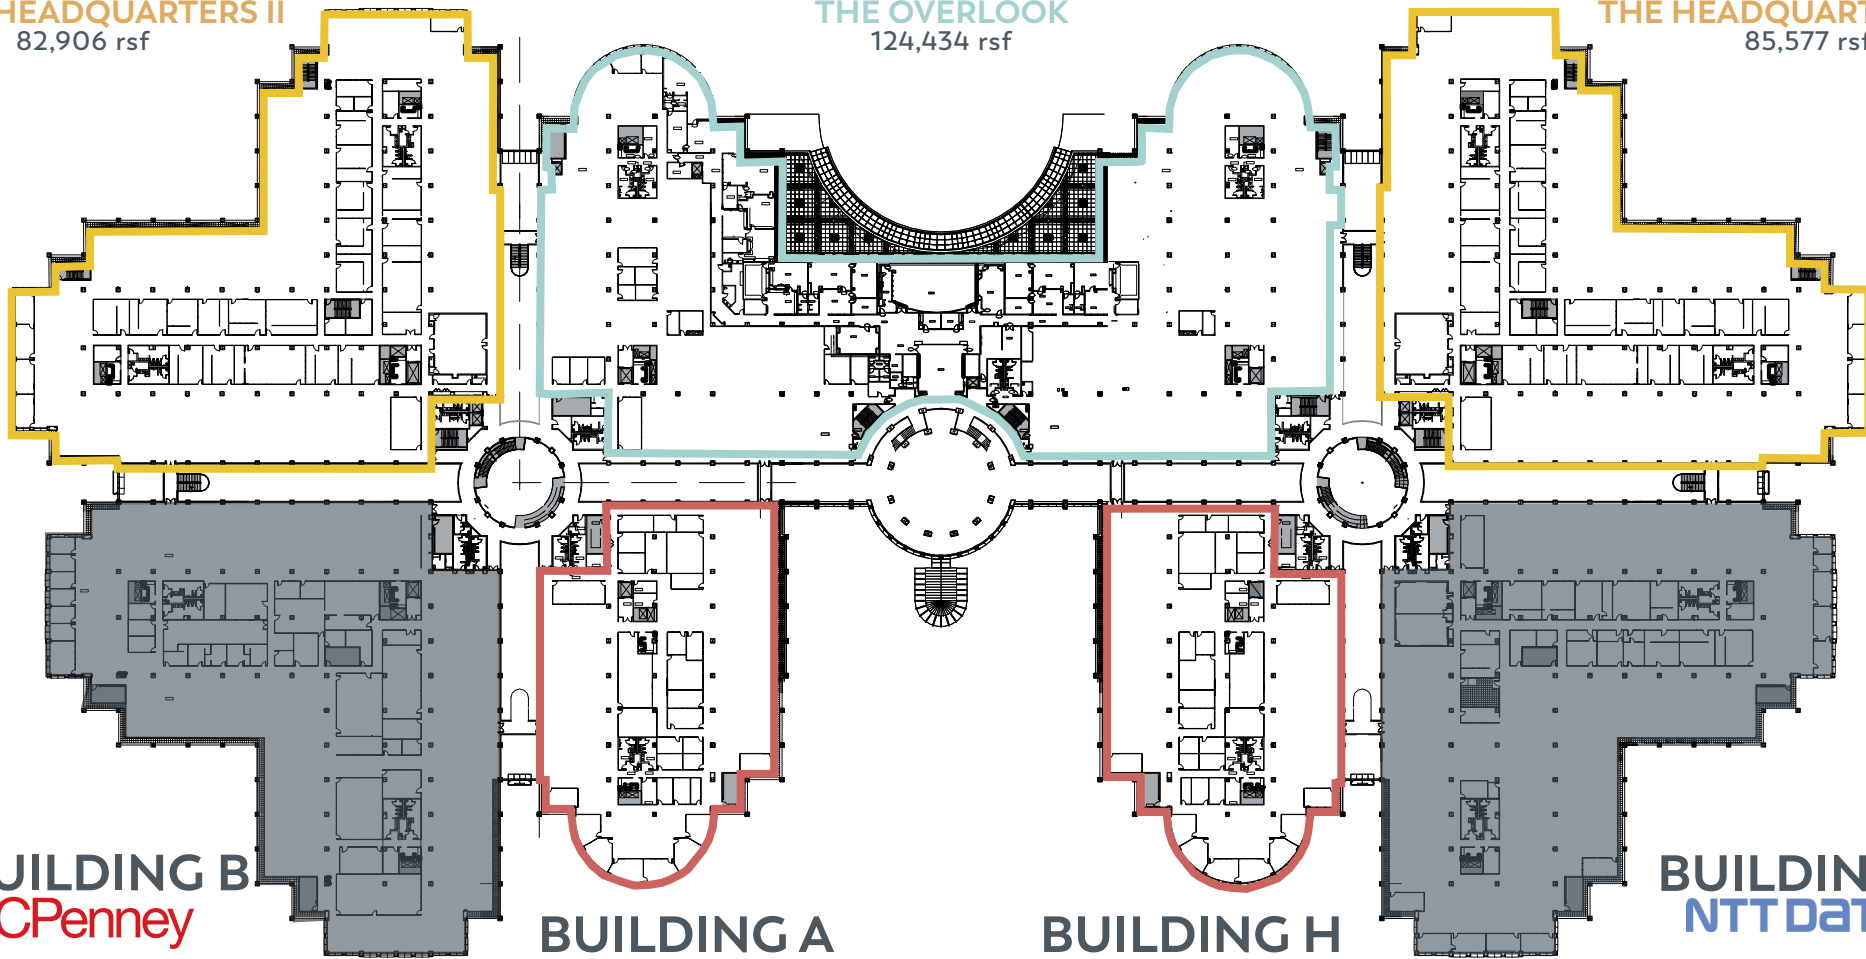 HEADQUARTERS II
82,906 rsf
THE OVERLOOK
124,434 rsf
THE HEADQUART
85,577 rsf
UILDING B
CPenney
BUILDING A
BUILDING H
BUILDIN
NTT DaT